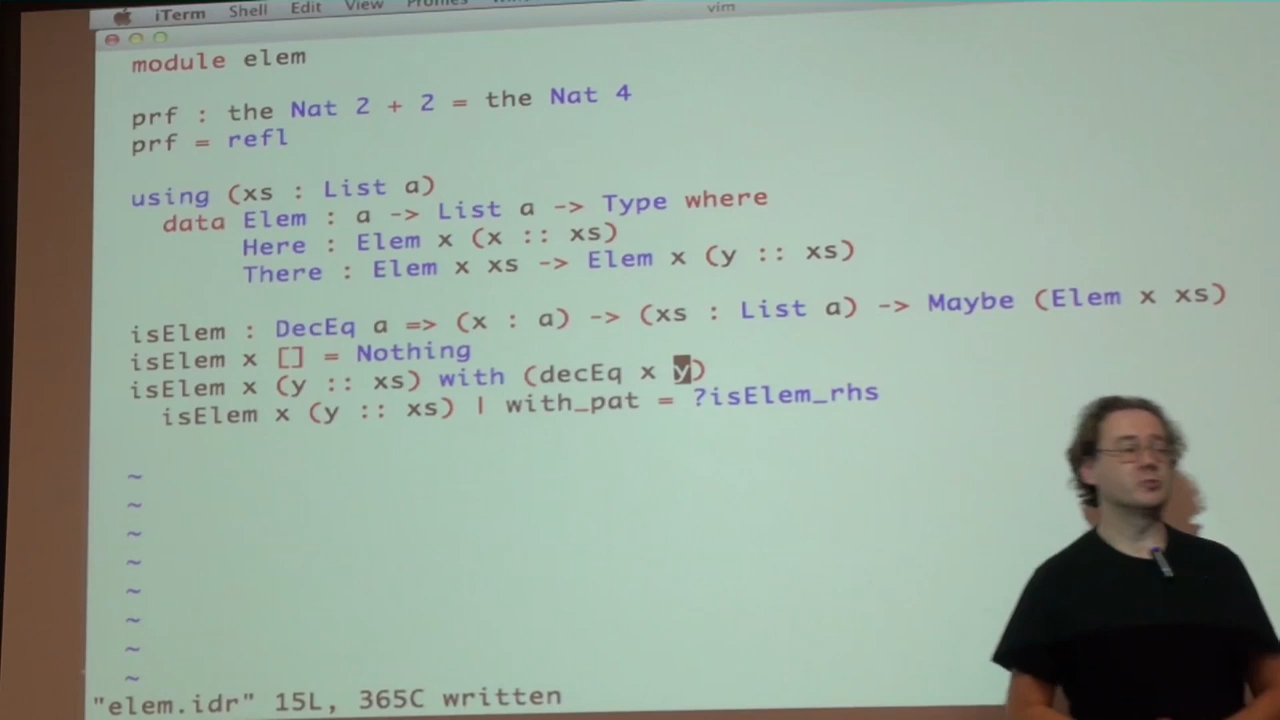 iTerm Shell Edit View Profiles
vim
module elem
prf : the Nat 2 + 2 = the Nat 4
prf = refl
using (xs : List a)
data Elem : a -> List a -> Type where
Here : Elem x (x :: xs)
There : Elem x xs -> Elem x (y :: xs)
isElem : DecEq a => (x : a) -> (xs : List a) -> Maybe (Elem x xs)
isElem x [] = Nothing
isElem x (y :: xs) with (decEq x y)
isElem x (y :: xs) | with_pat = ?isElem_rhs
~
~
~
~
~
~
~
~
"elem.idr" 15L, 365C written